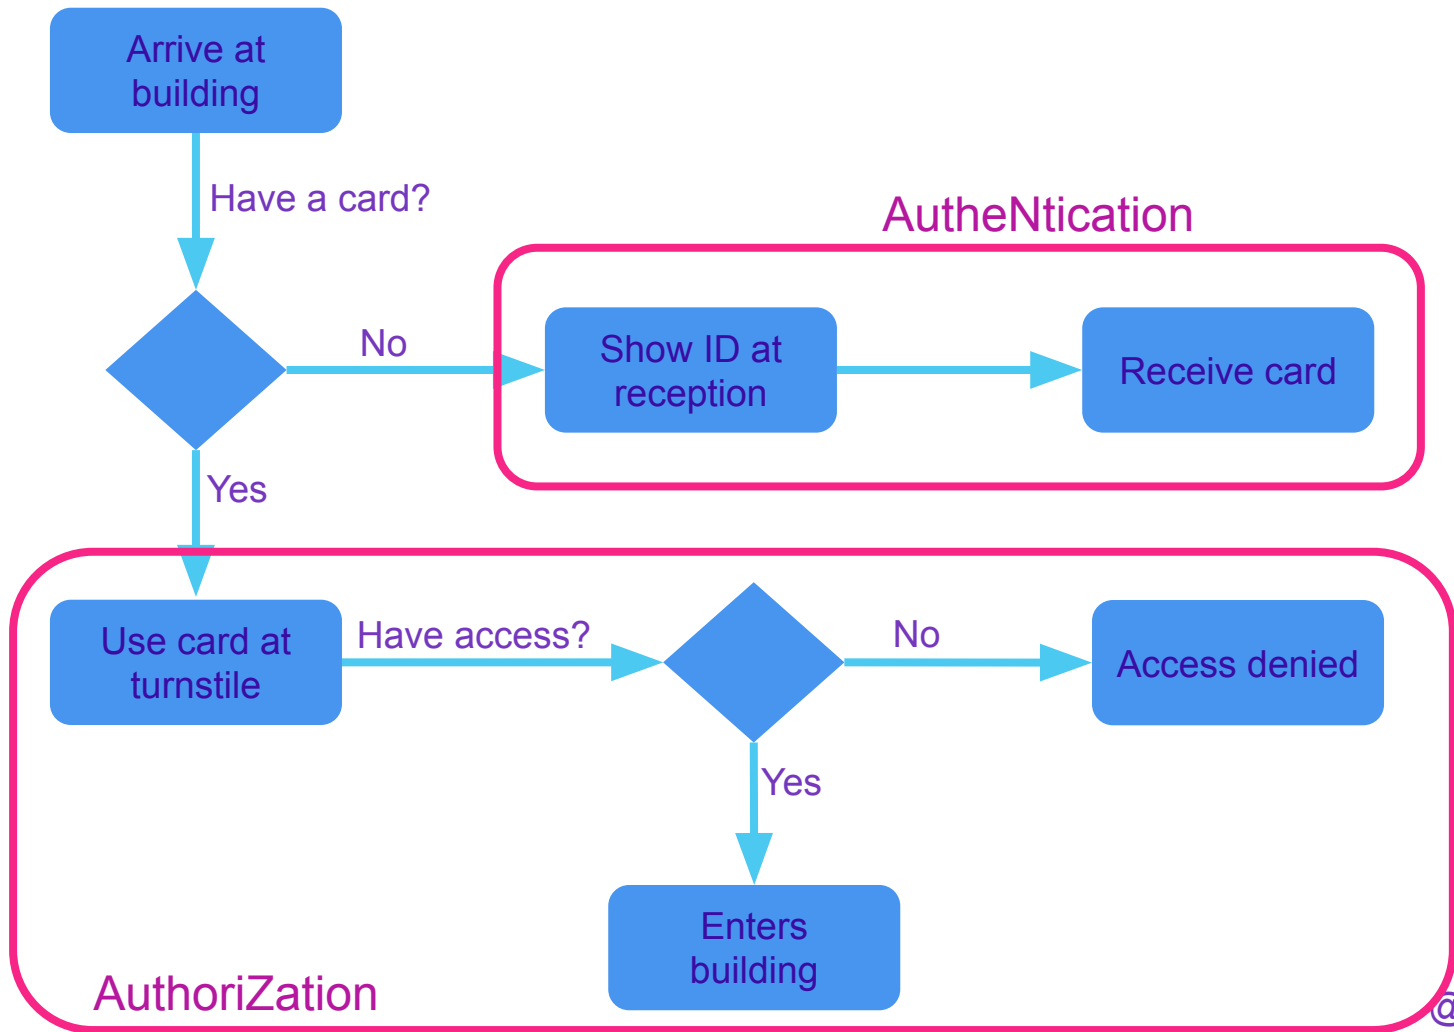 Arrive at
building
Have a card?
AutheNtication
No
Show ID at
reception
Receive card
Yes
Use card at
turnstile
Have access?
No
Access denied
Yes
Enters
building
AuthoriZation
@